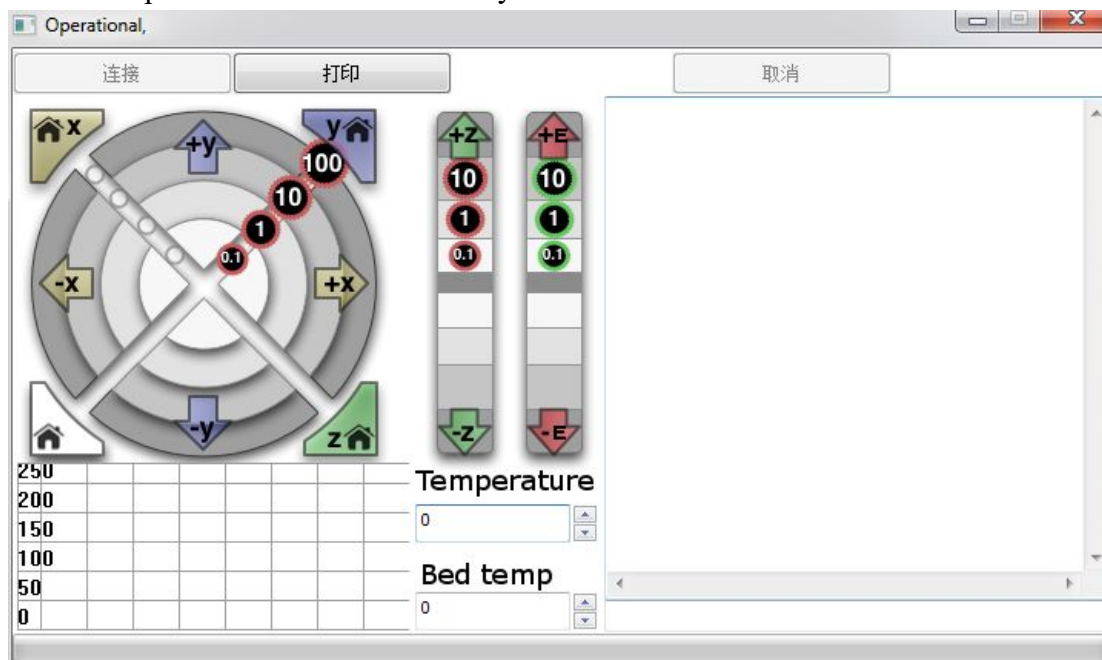 Operational,
连接 打印 取消
x +y y
100
10
1
0.1
-x +x
-y z
+Z +E
10 10
1 1
0.1 0.1
-Z -E
250
200
150
100
50
0
Temperature
0
Bed temp
0